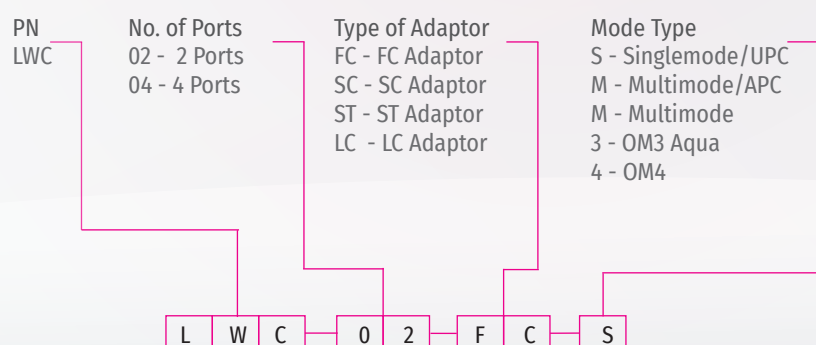 PN
LWC
No. of Ports
02 - 2 Ports
04 - 4 Ports
Type of Adaptor
FC - FC Adaptor
SC - SC Adaptor
ST - ST Adaptor
LC - LC Adaptor
Mode Type
S - Singlemode/UPC
M - Multimode/APC
M - Multimode
3 - OM3 Aqua
4 - OM4
L W C 0 2 F C S